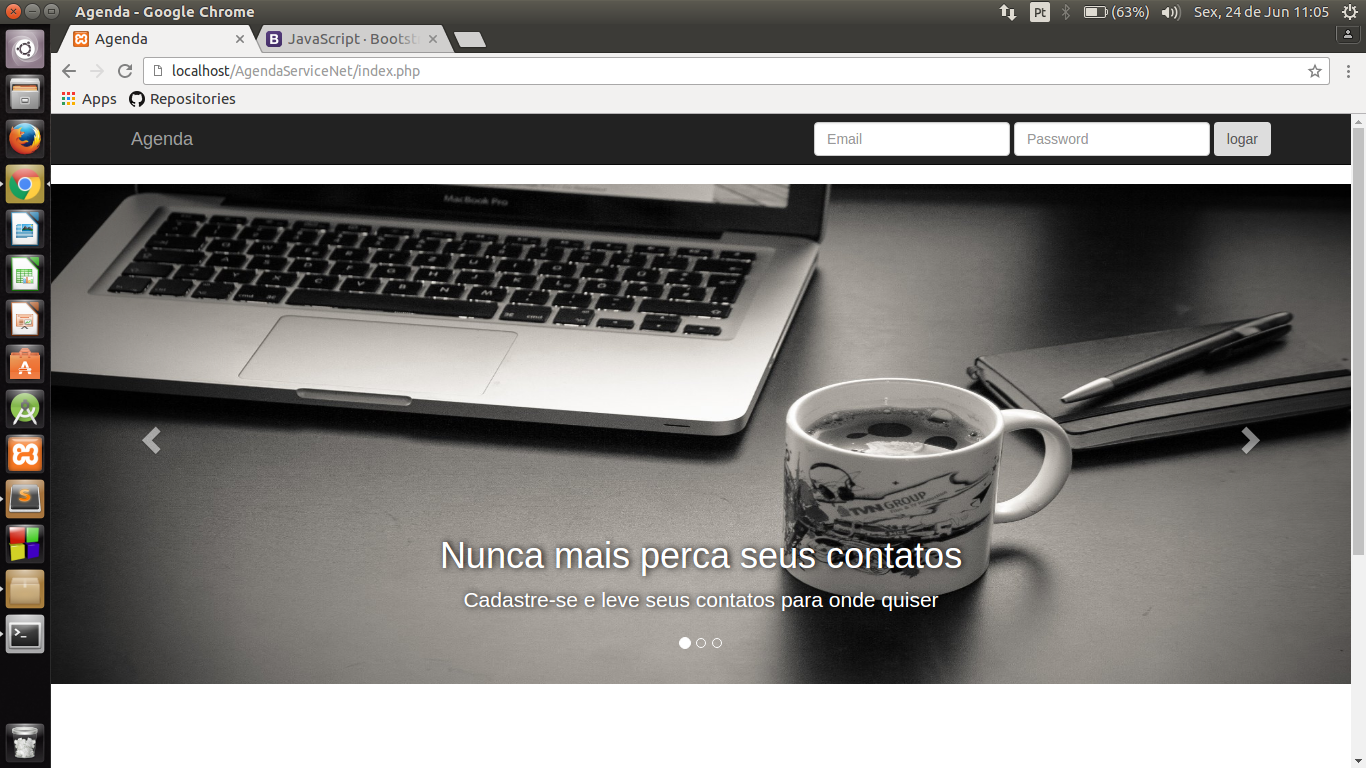 Agenda - Google Chrome
Pt
(63%)
Sex, 24 de Jun 11:05
Agenda
JavaScript · Bootst
localhost/AgendaServiceNet/index.php
Apps
Repositories
Agenda
Email
Password
logar
MacBook Pro
TVN GROUP
Nunca mais perca seus contatos
Cadastre-se e leve seus contatos para onde quiser